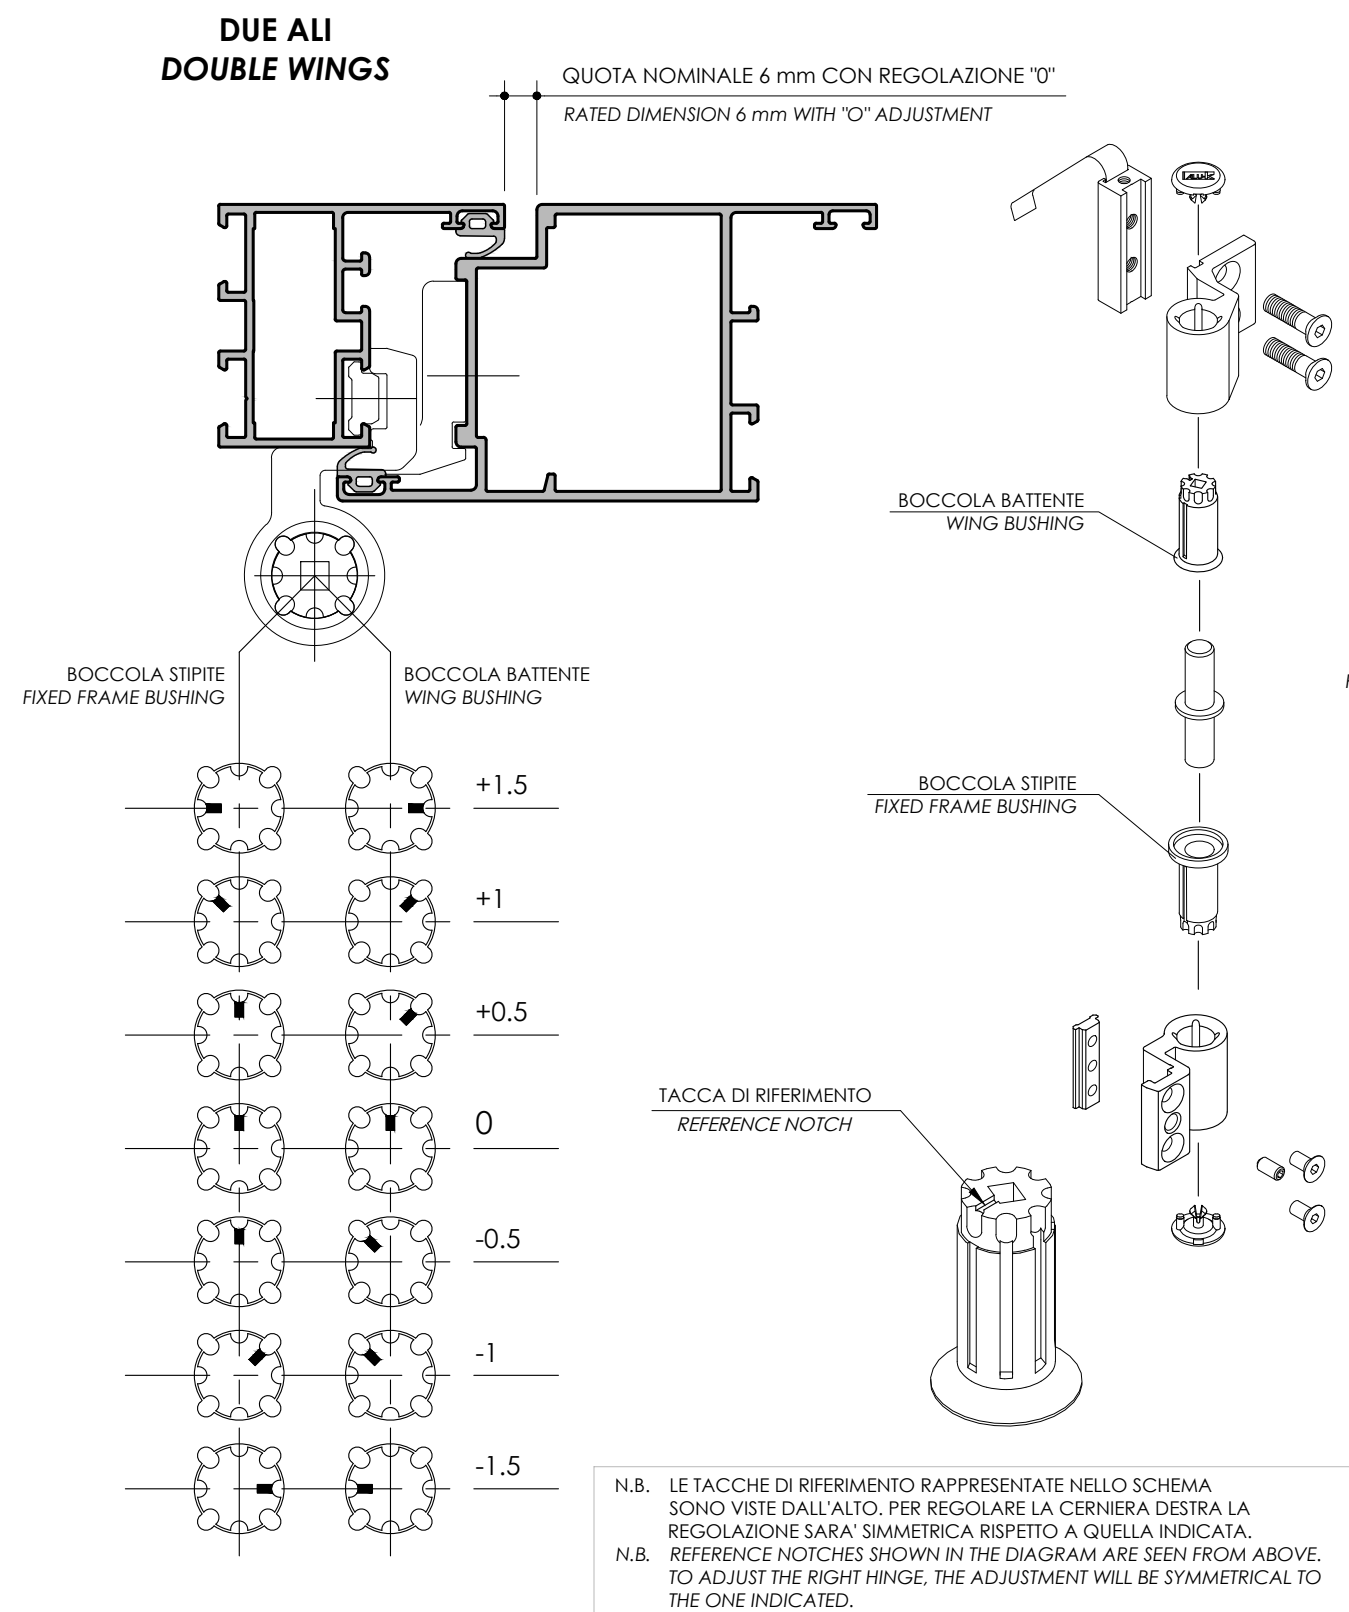 DUE ALI
DOUBLE WINGS
QUOTA NOMINALE 6 mm CON REGOLAZIONE "0"
RATED DIMENSION 6 mm WITH "O" ADJUSTMENT
BOCCOLA BATTENTE
WING BUSHING
BOCCOLA STIPITE
FIXED FRAME BUSHING
BOCCOLA BATTENTE
WING BUSHING
BOCCOLA STIPITE
FIXED FRAME BUSHING
+1.5
+1
+0.5
0
-0.5
-1
-1.5
TACCA DI RIFERIMENTO
REFERENCE NOTCH
N.B. LE TACCHE DI RIFERIMENTO RAPPRESENTATE NELLO SCHEMA
SONO VISTE DALL'ALTO. PER REGOLARE LA CERNIERA DESTRA LA
REGOLAZIONE SARA' SIMMETRICA RISPETTO A QUELLA INDICATA.
N.B. REFERENCE NOTCHES SHOWN IN THE DIAGRAM ARE SEEN FROM ABOVE.
TO ADJUST THE RIGHT HINGE, THE ADJUSTMENT WILL BE SYMMETRICAL TO
THE ONE INDICATED.